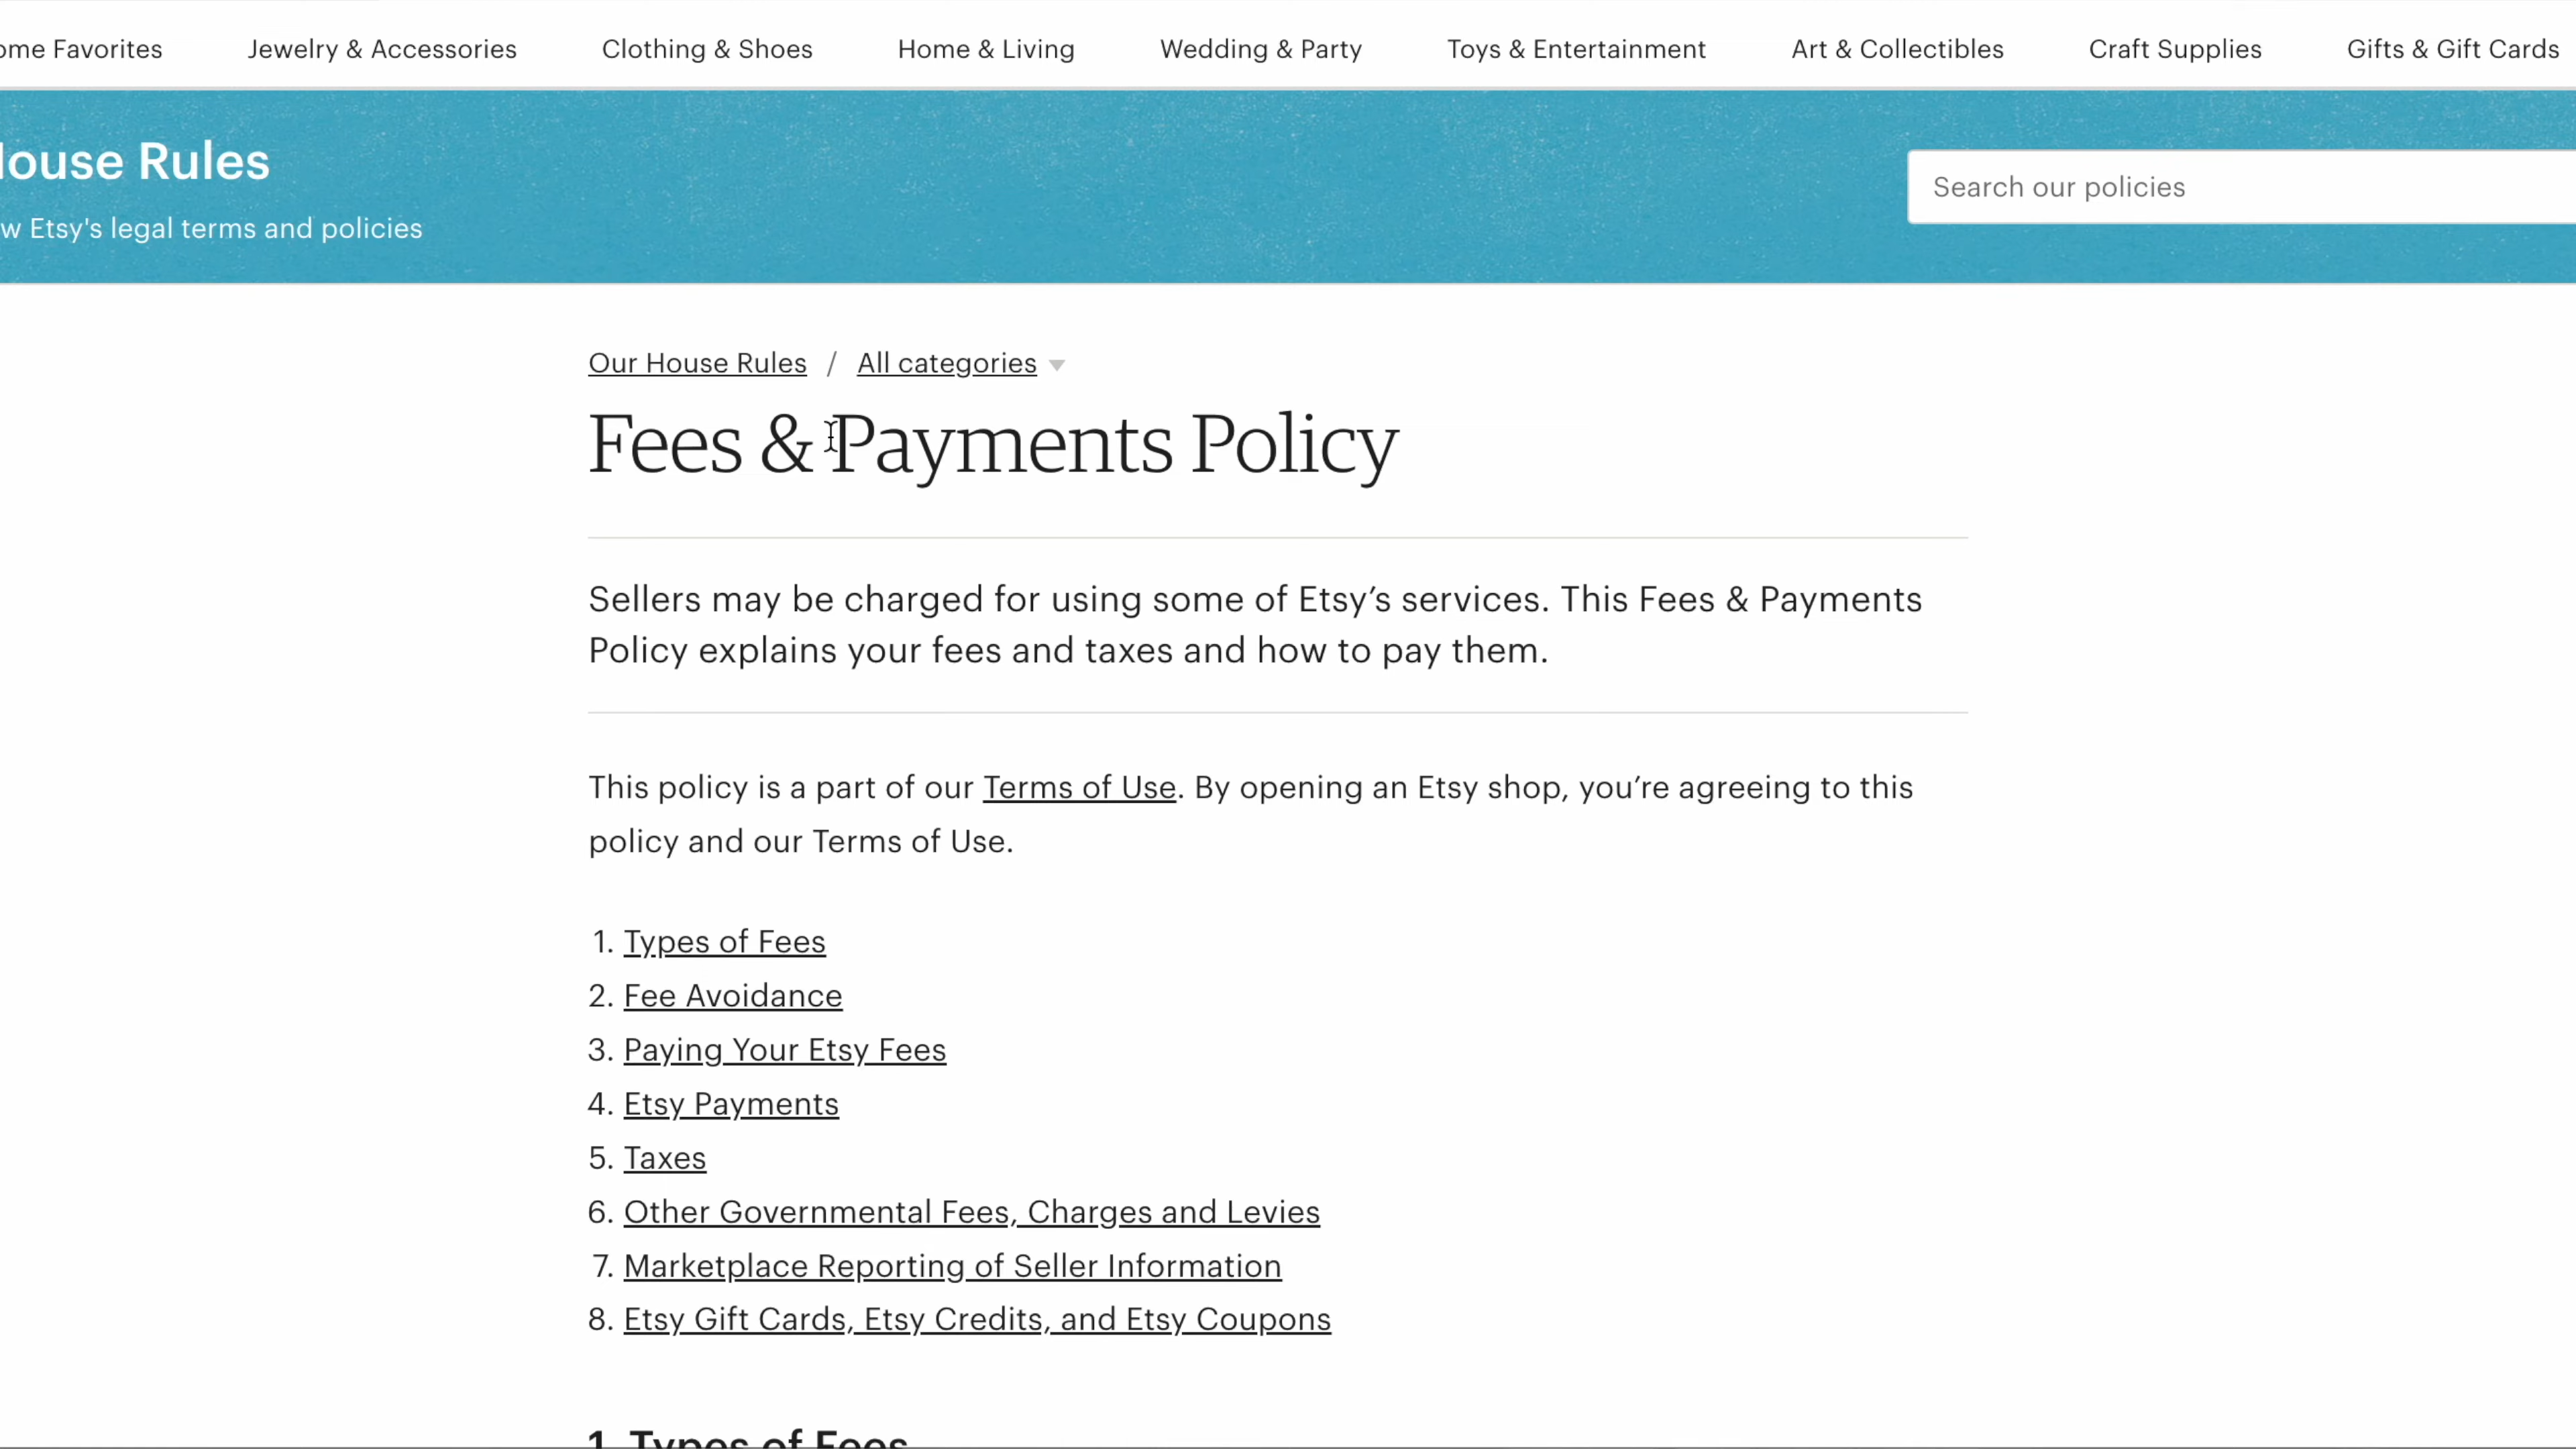 Favorites
Jewelry & Accessories
Clothing & Shoes
Home & Living
Wedding & Party
Toys & Entertainment
Art & Collectibles
Craft Supplies
Gifts & Gift Cards
Rules
Etsy's legal terms and policies
Search our policies
Our House Rules / All categories
Fees & Payments Policy
Sellers may be charged for using some of Etsy’s services. This Fees & Payments
Policy explains your fees and taxes and how to pay them.
This policy is a part of our Terms of Use. By opening an Etsy shop, you’re agreeing to this
policy and our Terms of Use.
1. Types of Fees
2. Fee Avoidance
3. Paying Your Etsy Fees
4. Etsy Payments
5. Taxes
6. Other Governmental Fees, Charges and Levies
7. Marketplace Reporting of Seller Information
8. Etsy Gift Cards, Etsy Credits, and Etsy Coupons
1. Types of Fees